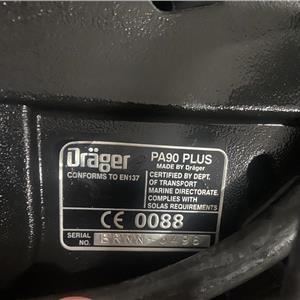 Dräger
PA90 PLUS
MADE BY Dräger
CONFORMS TO EN137
CERTIFIED BY DEPT.
OF TRANSPORT
MARINE DIRECTORATE.
COMPLIES WITH
SOLAS REQUIREMENTS
CE 0088
SERIAL
NO.